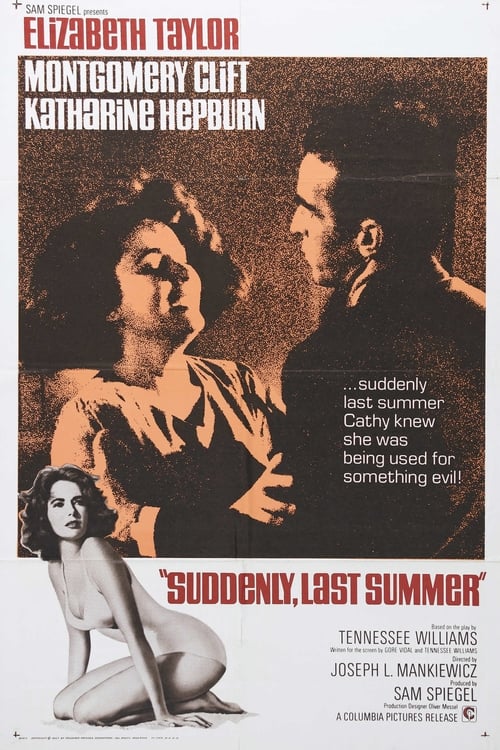 SAM SPIEGEL presents
ELIZABETH TAYLOR
MONTGOMERY CLIFT
KATHARINE HEPBURN
...suddenly
last summer
Cathy knew
she was
being used for
something evil!
"SUDDENLY, LAST SUMMER"
Based on the play by
TENNESSEE WILLIAMS
Written for the screen by GORE VIDAL and TENNESSEE WILLIAMS
Directed by
JOSEPH L. MANKIEWICZ
Produced by
SAM SPIEGEL
Production Designer Oliver Messel
A COLUMBIA PICTURES RELEASE